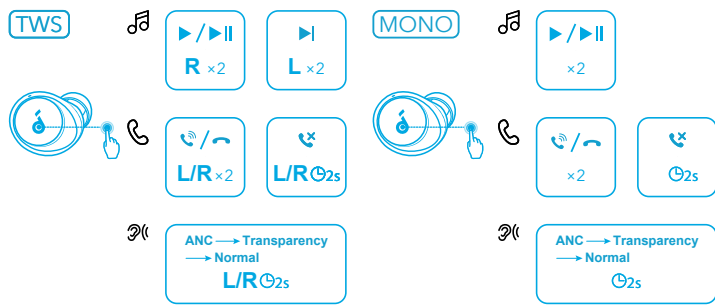 TWS
R ×2
L ×2
L/R ×2
L/R 2s
ANC → Transparency
→ Normal
L/R 2s
MONO
×2
×2
2s
ANC → Transparency
→ Normal
2s